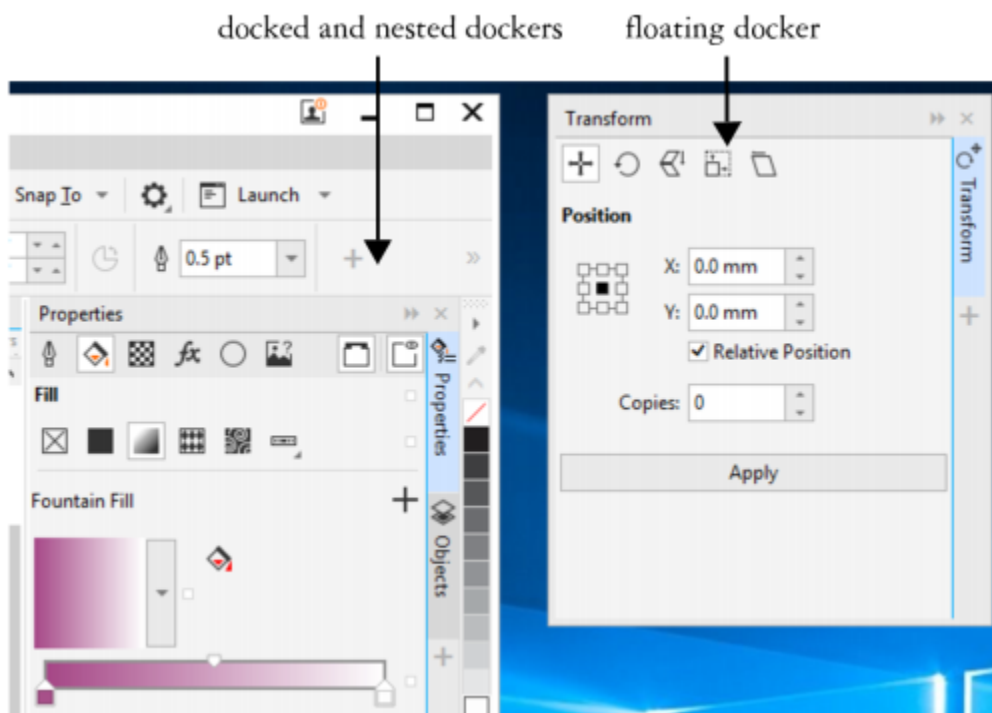 docked and nested dockers
floating docker
Snap To
Launch
0.5 pt
Properties
Properties
Fill
Fountain Fill
Objects
Transform
Transform
Position
X: 0.0 mm
Y: 0.0 mm
Relative Position
Copies: 0
Apply